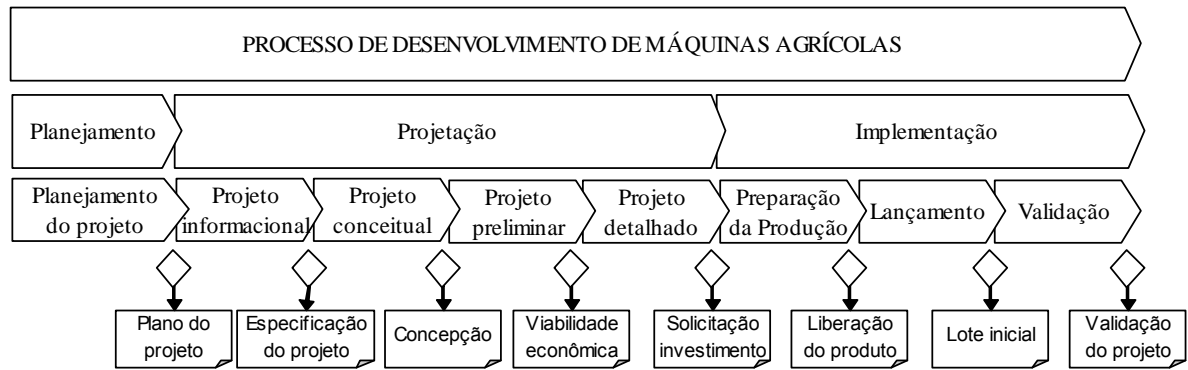 PROCESSO DE DESENVOLVIMENTO DE MÁQUINAS AGRÍCOLAS
Planejamento
Projetação
Implementação
Planejamento
do projeto
Projeto
informacional
Projeto
conceitual
Projeto
preliminar
Projeto
detalhado
Preparação
da Produção
Lançamento
Validação
Plano do
projeto
Especificação
do projeto
Concepção
Viabilidade
econômica
Solicitação
investimento
Liberação
do produto
Lote inicial
Validação
do projeto